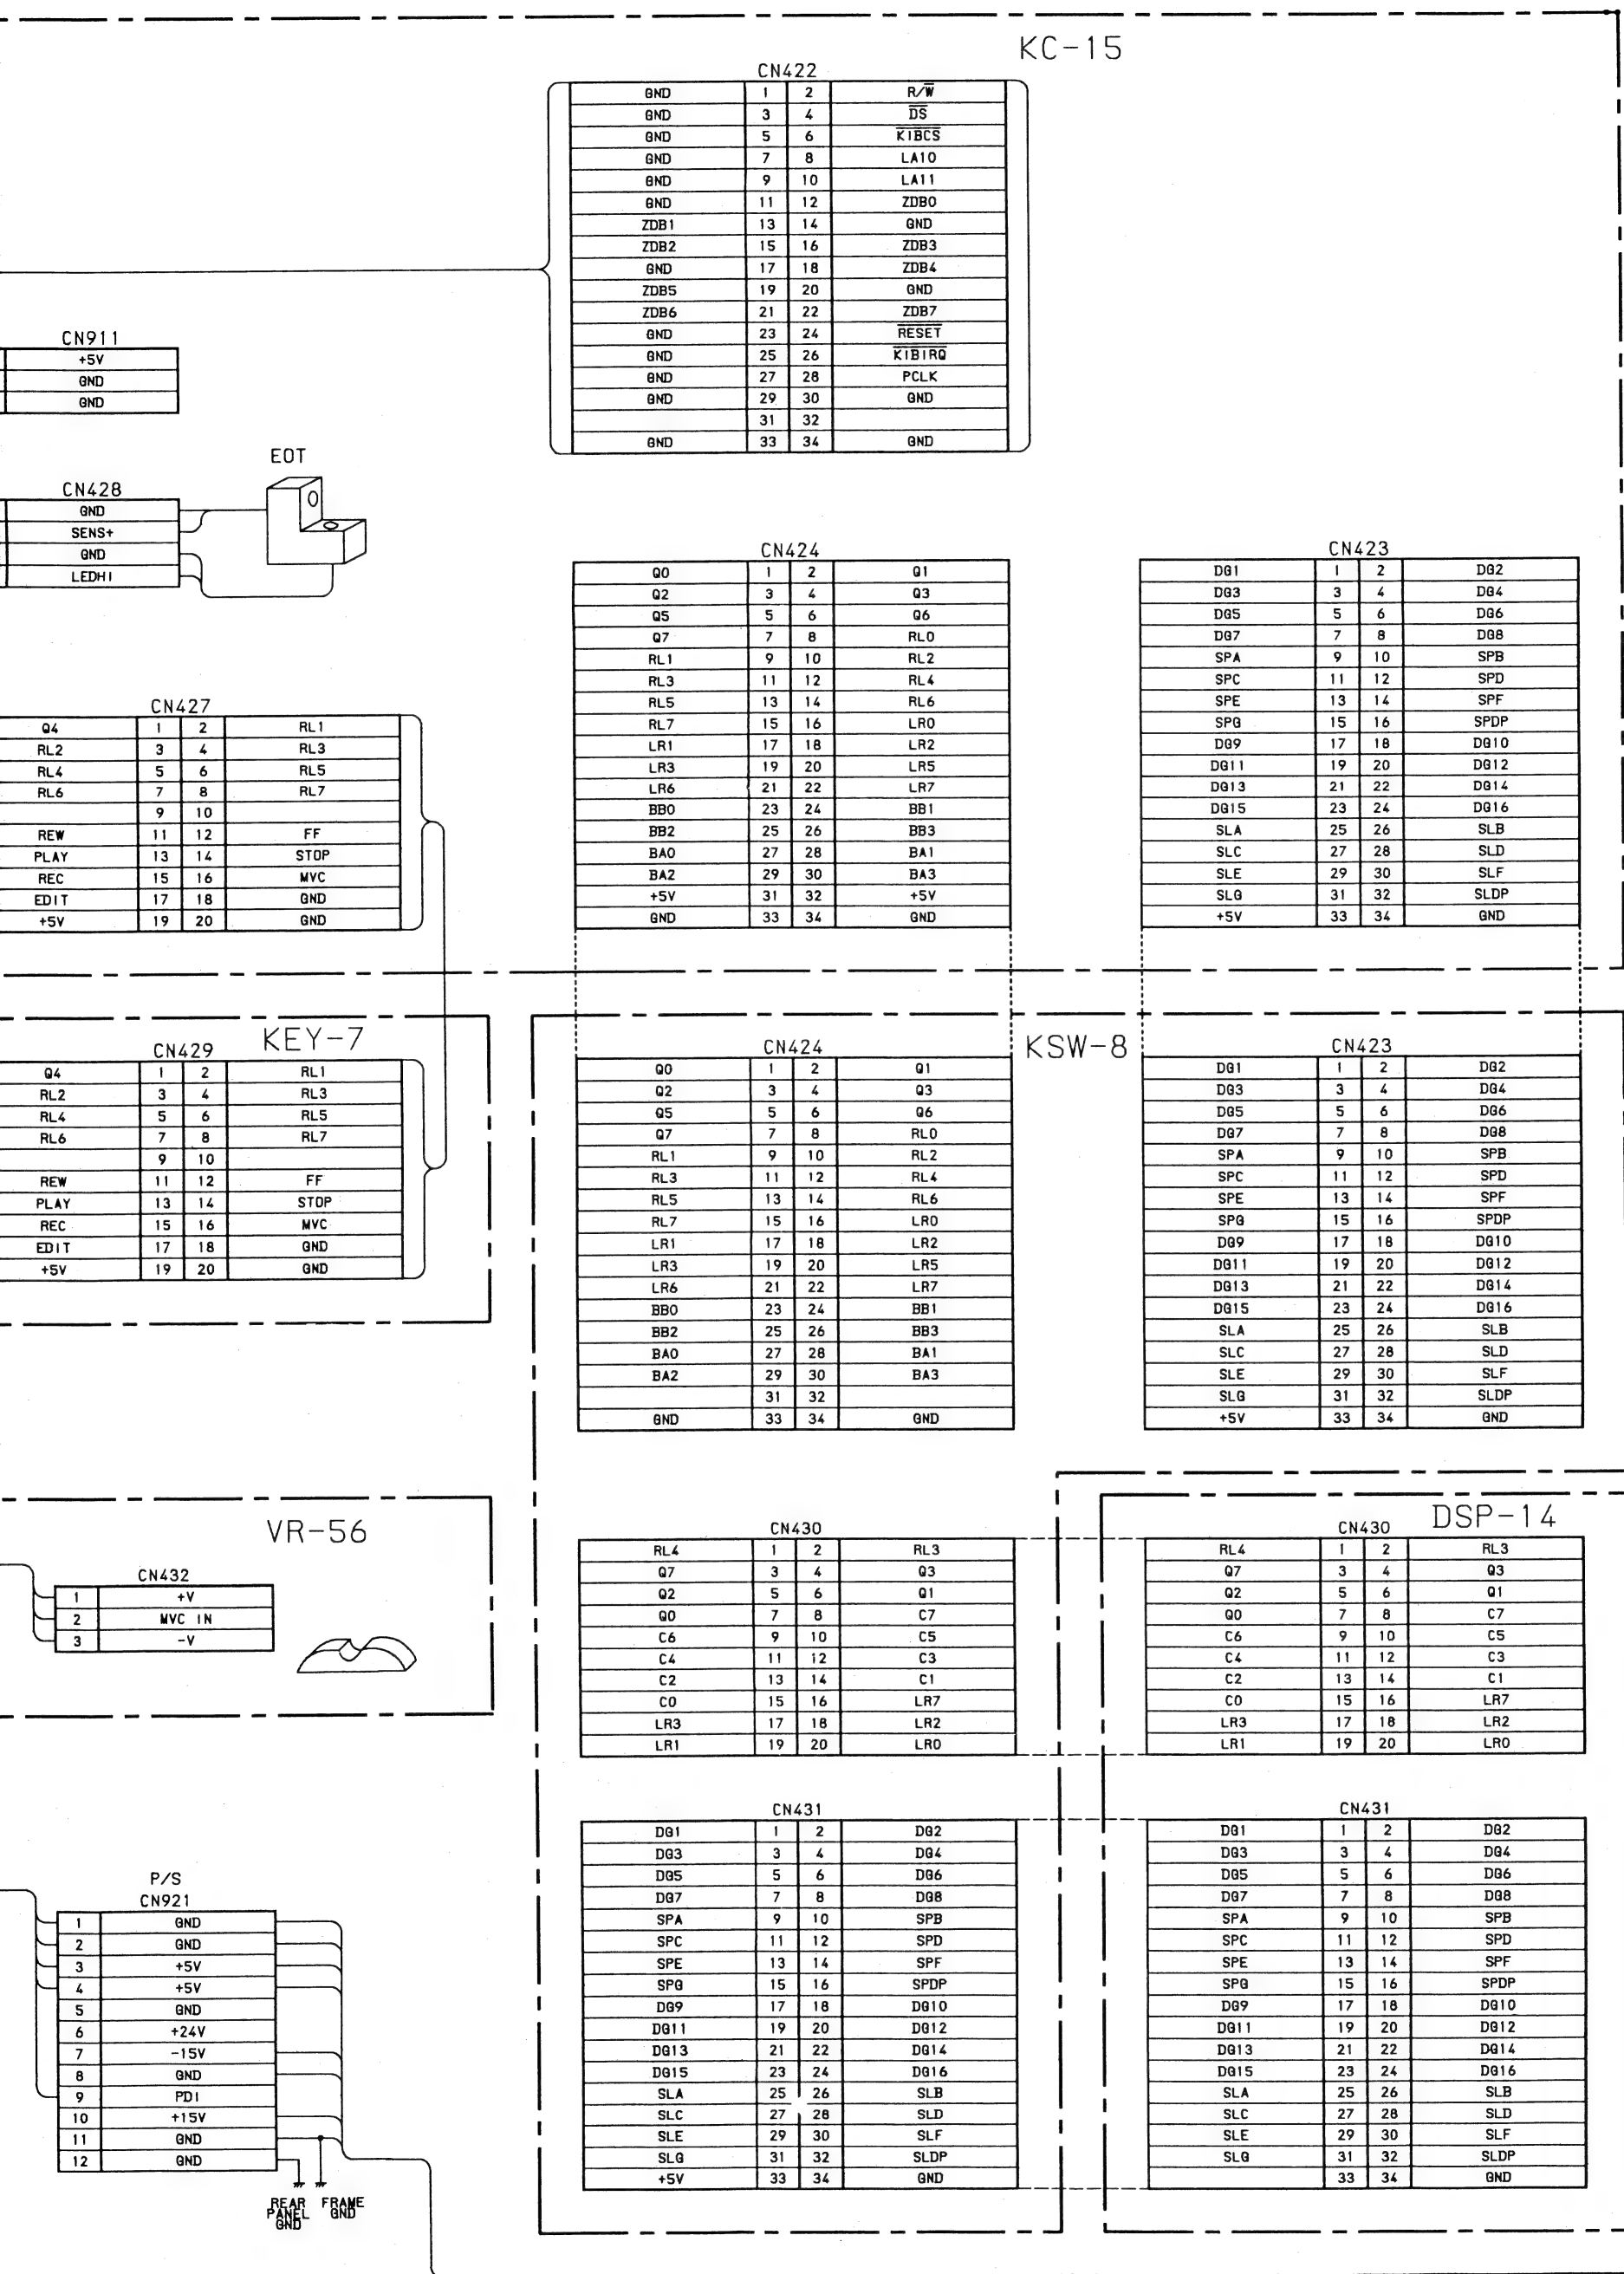 KC-15
CN422
GND 1 2 R/W̅
GND 3 4 D̅S̅
GND 5 6 K̅I̅B̅C̅S̅
GND 7 8 LA10
GND 9 10 LA11
GND 11 12 ZDB0
ZDB1 13 14 GND
ZDB2 15 16 ZDB3
GND 17 18 ZDB4
ZDB5 19 20 GND
ZDB6 21 22 ZDB7
GND 23 24 R̅E̅S̅E̅T̅
GND 25 26 K̅I̅B̅I̅R̅Q̅
GND 27 28 PCLK
GND 29 30 GND
31 32
GND 33 34 GND
CN911
+5V
GND
GND
EOT
CN428
GND
SENS+
GND
LEDHI
CN424
Q0 1 2 Q1
Q2 3 4 Q3
Q5 5 6 Q6
Q7 7 8 RL0
RL1 9 10 RL2
RL3 11 12 RL4
RL5 13 14 RL6
RL7 15 16 LR0
LR1 17 18 LR2
LR3 19 20 LR5
LR6 21 22 LR7
BB0 23 24 BB1
BB2 25 26 BB3
BA0 27 28 BA1
BA2 29 30 BA3
+5V 31 32 +5V
GND 33 34 GND
CN423
DG1 1 2 DG2
DG3 3 4 DG4
DG5 5 6 DG6
DG7 7 8 DG8
SPA 9 10 SPB
SPC 11 12 SPD
SPE 13 14 SPF
SPG 15 16 SPDP
DG9 17 18 DG10
DG11 19 20 DG12
DG13 21 22 DG14
DG15 23 24 DG16
SLA 25 26 SLB
SLC 27 28 SLD
SLE 29 30 SLF
SLG 31 32 SLDP
+5V 33 34 GND
CN427
Q4 1 2 RL1
RL2 3 4 RL3
RL4 5 6 RL5
RL6 7 8 RL7
9 10
REW 11 12 FF
PLAY 13 14 STOP
REC 15 16 MVC
EDIT 17 18 GND
+5V 19 20 GND
KEY-7
CN429
Q4 1 2 RL1
RL2 3 4 RL3
RL4 5 6 RL5
RL6 7 8 RL7
9 10
REW 11 12 FF
PLAY 13 14 STOP
REC 15 16 MVC
EDIT 17 18 GND
+5V 19 20 GND
KSW-8
CN424
Q0 1 2 Q1
Q2 3 4 Q3
Q5 5 6 Q6
Q7 7 8 RL0
RL1 9 10 RL2
RL3 11 12 RL4
RL5 13 14 RL6
RL7 15 16 LR0
LR1 17 18 LR2
LR3 19 20 LR5
LR6 21 22 LR7
BB0 23 24 BB1
BB2 25 26 BB3
BA0 27 28 BA1
BA2 29 30 BA3
31 32
GND 33 34 GND
CN423
DG1 1 2 DG2
DG3 3 4 DG4
DG5 5 6 DG6
DG7 7 8 DG8
SPA 9 10 SPB
SPC 11 12 SPD
SPE 13 14 SPF
SPG 15 16 SPDP
DG9 17 18 DG10
DG11 19 20 DG12
DG13 21 22 DG14
DG15 23 24 DG16
SLA 25 26 SLB
SLC 27 28 SLD
SLE 29 30 SLF
SLG 31 32 SLDP
+5V 33 34 GND
VR-56
CN432
1 +V
2 MVC IN
3 -V
CN430
RL4 1 2 RL3
Q7 3 4 Q3
Q2 5 6 Q1
Q0 7 8 C7
C6 9 10 C5
C4 11 12 C3
C2 13 14 C1
C0 15 16 LR7
LR3 17 18 LR2
LR1 19 20 LR0
DSP-14
CN430
RL4 1 2 RL3
Q7 3 4 Q3
Q2 5 6 Q1
Q0 7 8 C7
C6 9 10 C5
C4 11 12 C3
C2 13 14 C1
C0 15 16 LR7
LR3 17 18 LR2
LR1 19 20 LR0
P/S
CN921
1 GND
2 GND
3 +5V
4 +5V
5 GND
6 +24V
7 -15V
8 GND
9 PDI
10 +15V
11 GND
12 GND
REAR PANEL GND
FRAME GND
CN431
DG1 1 2 DG2
DG3 3 4 DG4
DG5 5 6 DG6
DG7 7 8 DG8
SPA 9 10 SPB
SPC 11 12 SPD
SPE 13 14 SPF
SPG 15 16 SPDP
DG9 17 18 DG10
DG11 19 20 DG12
DG13 21 22 DG14
DG15 23 24 DG16
SLA 25 26 SLB
SLC 27 28 SLD
SLE 29 30 SLF
SLG 31 32 SLDP
+5V 33 34 GND
CN431
DG1 1 2 DG2
DG3 3 4 DG4
DG5 5 6 DG6
DG7 7 8 DG8
SPA 9 10 SPB
SPC 11 12 SPD
SPE 13 14 SPF
SPG 15 16 SPDP
DG9 17 18 DG10
DG11 19 20 DG12
DG13 21 22 DG14
DG15 23 24 DG16
SLA 25 26 SLB
SLC 27 28 SLD
SLE 29 30 SLF
SLG 31 32 SLDP
33 34 GND